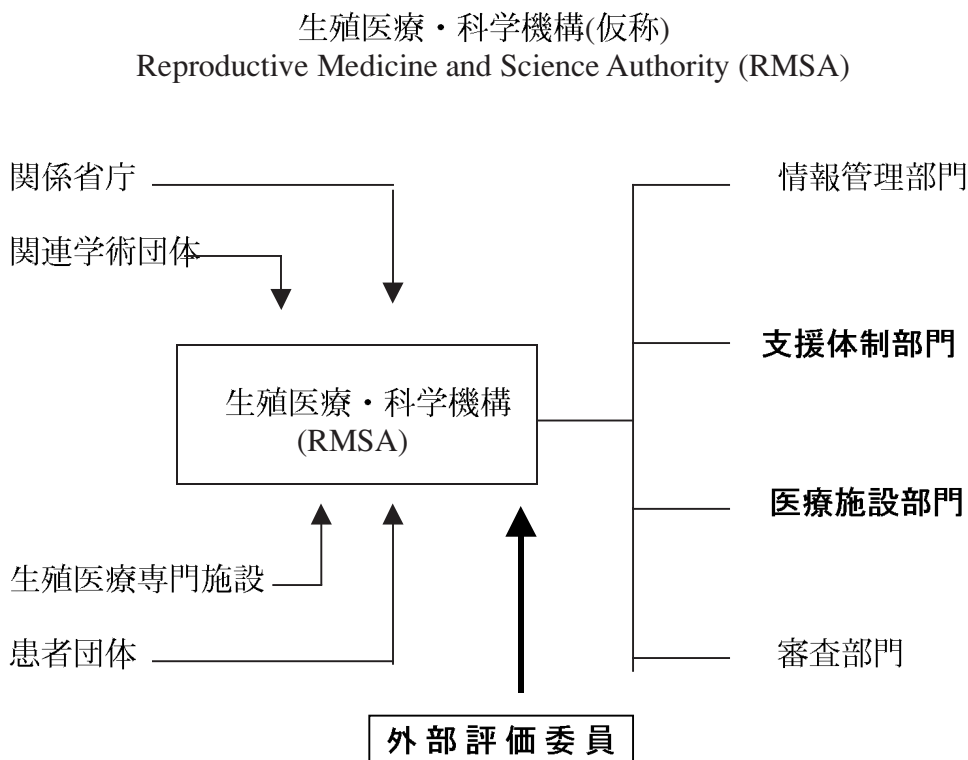 生殖医療・科学機構(仮称)
Reproductive Medicine and Science Authority (RMSA)
関係省庁
情報管理部門
関連学術団体
支援体制部門
生殖医療・科学機構
(RMSA)
医療施設部門
生殖医療専門施設
患者団体
審査部門
外部評価委員